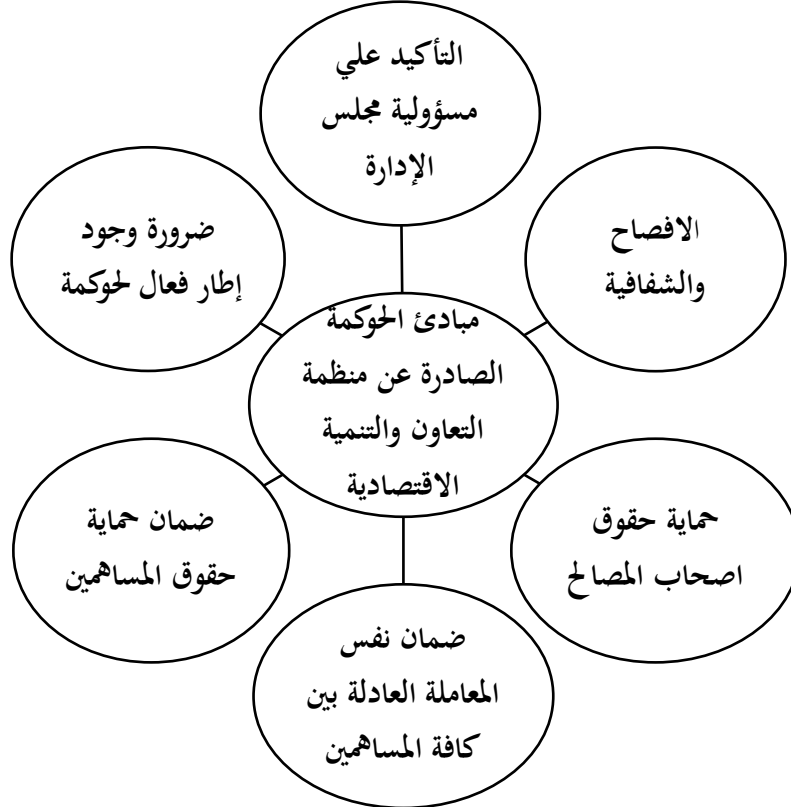 التأكيد علي
مسؤولية مجلس
الإدارة
الافصاح
والشفافية
ضرورة وجود
إطار فعال لحوكمة
مبادئ الحوكمة
الصادرة عن منظمة
التعاون والتنمية
الاقتصادية
حماية حقوق
اصحاب المصالح
ضمان حماية
حقوق المساهمين
ضمان نفس
المعاملة العادلة بين
كافة المساهمين